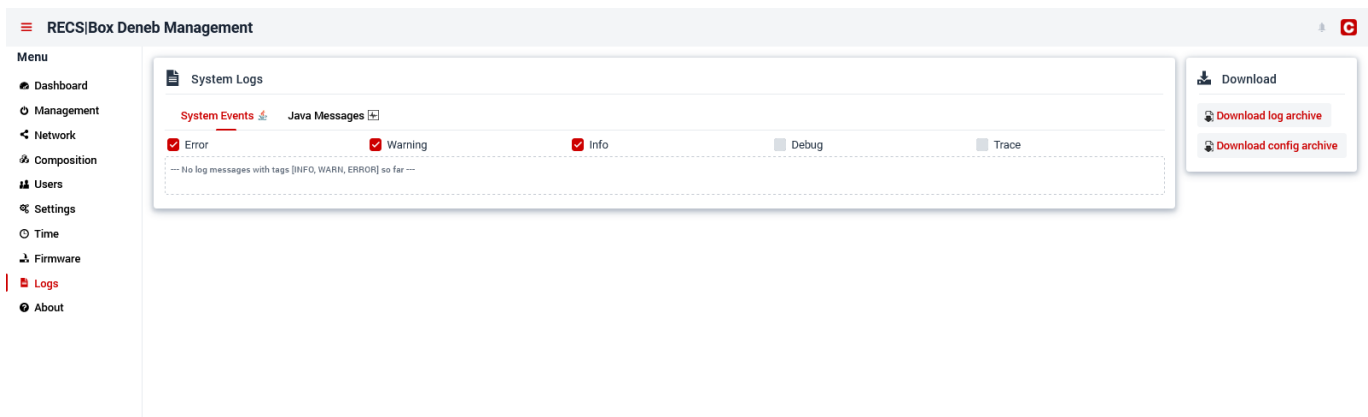 RECS|Box Deneb Management
C
Menu
Dashboard
Management
Network
Composition
Users
Settings
Time
Firmware
Logs
About
System Logs
System Events
Java Messages
Error
Warning
Info
Debug
Trace
--- No log messages with tags [INFO, WARN, ERROR] so far ---
Download
Download log archive
Download config archive